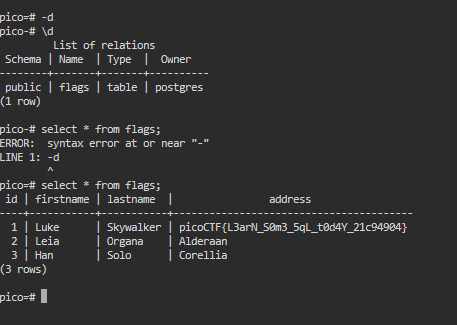 pico=# -d
pico-# \d
List of relations
Schema | Name | Type | Owner
--------+-------+-------+----------
public | flags | table | postgres
(1 row)
pico-# select * from flags;
ERROR: syntax error at or near "-"
LINE 1: -d
^
pico=# select * from flags;
id | firstname | lastname | address
----+-----------+-----------+----------------------------------------
1 | Luke | Skywalker | picoCTF{L3arN_S0m3_5qL_t0d4Y_21c94904}
2 | Leia | Organa | Alderaan
3 | Han | Solo | Corellia
(3 rows)
pico=#